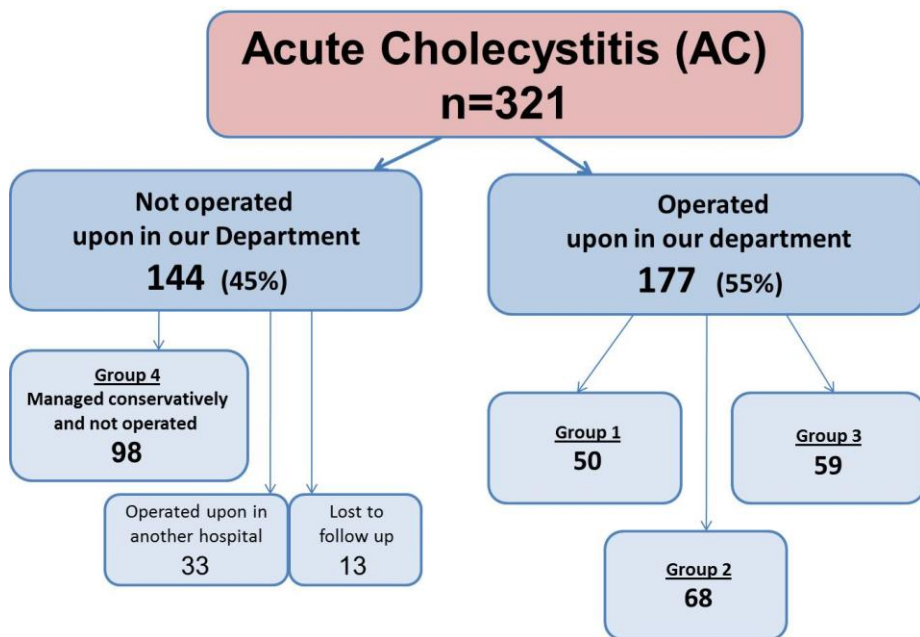 Acute Cholecystitis (AC)
n=321
Not operated
upon in our Department
144 (45%)
Operated
upon in our department
177 (55%)
Group 4
Managed conservatively
and not operated
98
Operated upon in
another hospital
33
Lost to
follow up
13
Group 1
50
Group 2
68
Group 3
59